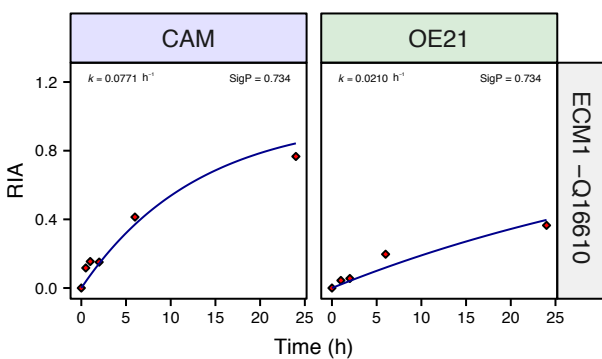 CAM
OE21
k = 0.0771 h⁻¹
SigP = 0.734
k = 0.0210 h⁻¹
SigP = 0.734
ECM1 −Q16610
RIA
1.2
0.8
0.4
0.0
0 5 10 15 20 25
0 5 10 15 20 25
Time (h)